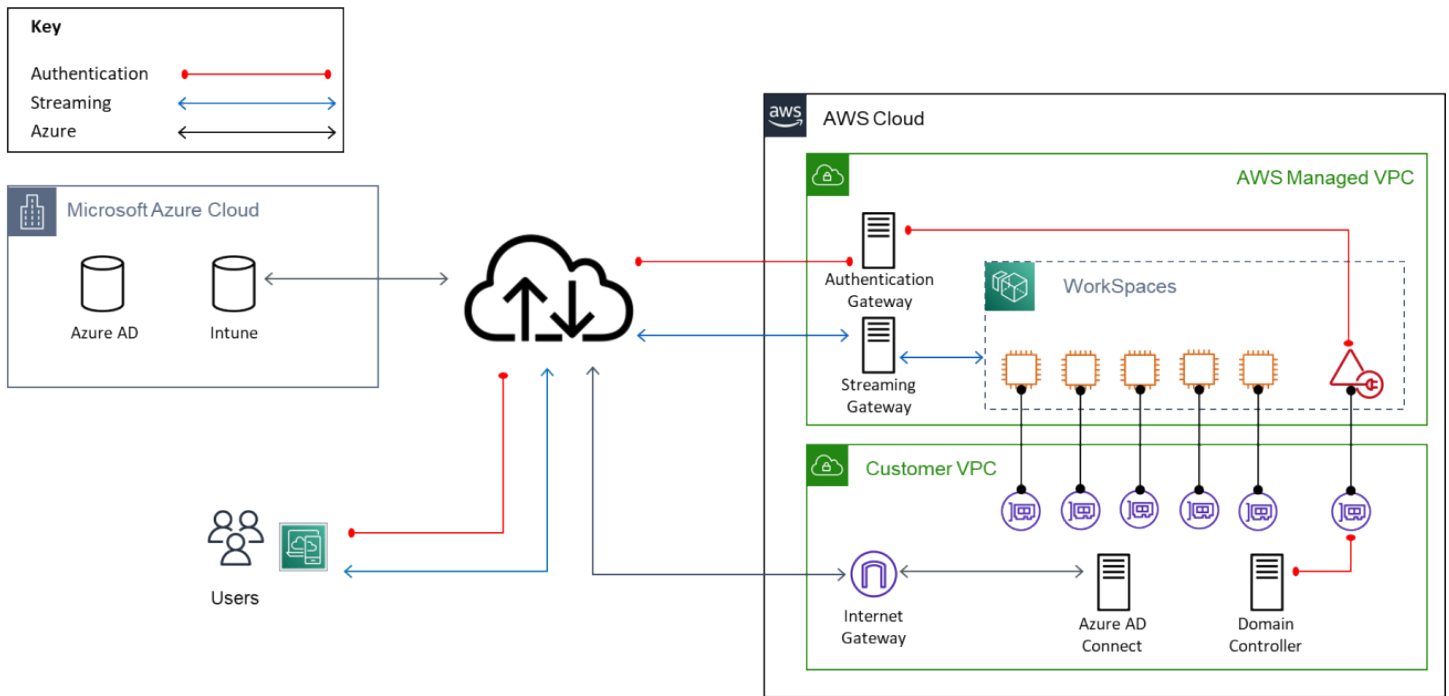 Key
Authentication
Streaming
Azure
aws
AWS Cloud
AWS Managed VPC
Microsoft Azure Cloud
Azure AD
Intune
Authentication
Gateway
WorkSpaces
Streaming
Gateway
Customer VPC
Users
Internet
Gateway
Azure AD
Connect
Domain
Controller